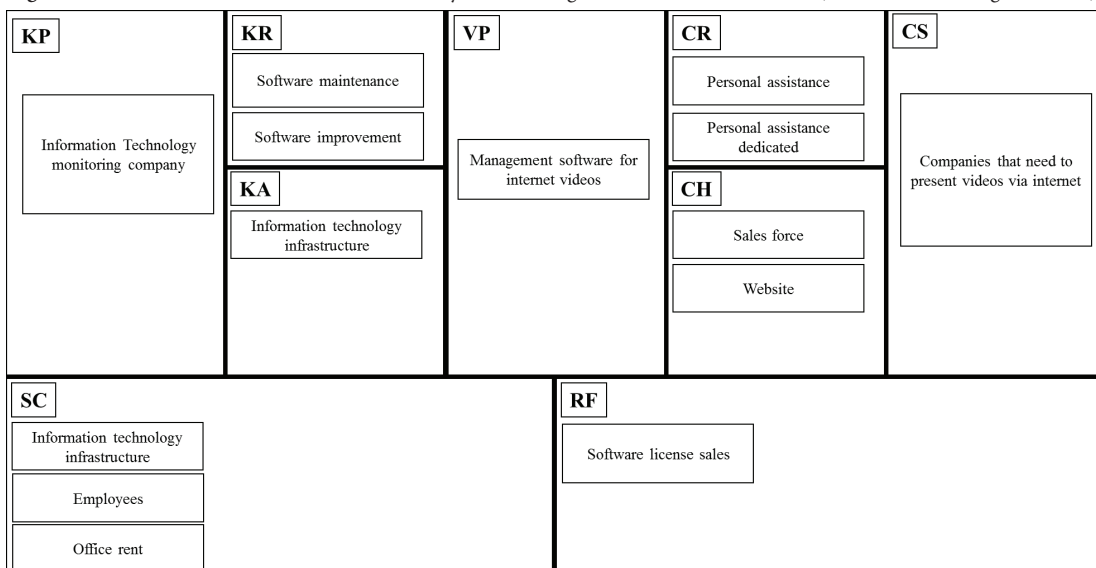 KP
Information Technology
monitoring company
KR
Software maintenance
Software improvement
KA
Information technology
infrastructure
VP
Management software for
internet videos
CR
Personal assistance
Personal assistance
dedicated
CH
Sales force
Website
CS
Companies that need to
present videos via internet
SC
Information technology
infrastructure
Employees
Office rent
RF
Software license sales